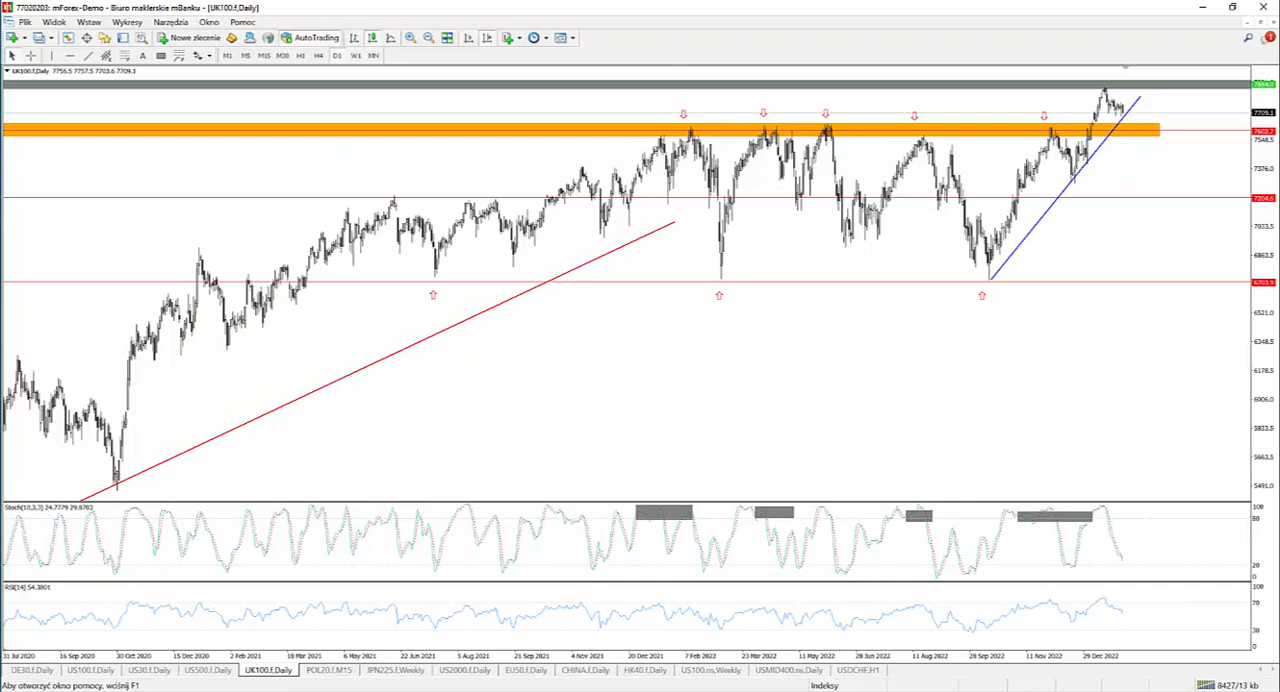 77020203: mForex-Demo - Biuro maklerskie mBanku - [UK100.f,Daily]
Plik Widok Wstaw Wykresy Narzędzia Okno Pomoc
Nowe zlecenie AutoTrading
A M1 M5 M15 M30 H1 H4 D1 W1 MN
UK100.f,Daily 7756.5 7757.5 7703.6 7709.1
7709.1
7602.7
7548.5
7376.0
7204.6
7033.5
6863.5
6703.9
6521.0
6348.5
6178.5
6006.0
5833.5
5663.5
5491.0
Stoch(10,3,3) 24.7779 29.8703
100
80
20
0
RSI(14) 54.3801
100
70
30
0
31 Jul 2020 16 Sep 2020 30 Oct 2020 15 Dec 2020 2 Feb 2021 18 Mar 2021 6 May 2021 22 Jun 2021 5 Aug 2021 21 Sep 2021 4 Nov 2021 20 Dec 2021 7 Feb 2022 23 Mar 2022 11 May 2022 28 Jun 2022 11 Aug 2022 28 Sep 2022 11 Nov 2022 29 Dec 2022
DE30.f,Daily US100.f,Daily US30.f,Daily US500.f,Daily UK100.f,Daily POL20.f,M15 JPN225.f,Weekly US2000.f,Daily EU50.f,Daily CHINA.f,Daily HK40.f,Daily US100.ns,Weekly USMID400.ns,Daily USDCHF,H1
Aby otworzyć okno pomocy, wciśnij F1 Indeksy 8427/13 kb